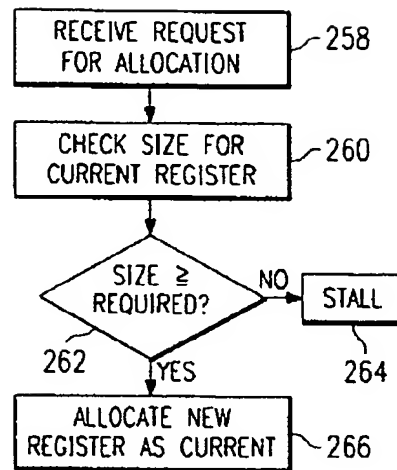 RECEIVE REQUEST
FOR ALLOCATION
258
CHECK SIZE FOR
CURRENT REGISTER
260
SIZE ≧
REQUIRED?
NO
STALL
262
YES
264
ALLOCATE NEW
REGISTER AS CURRENT
266